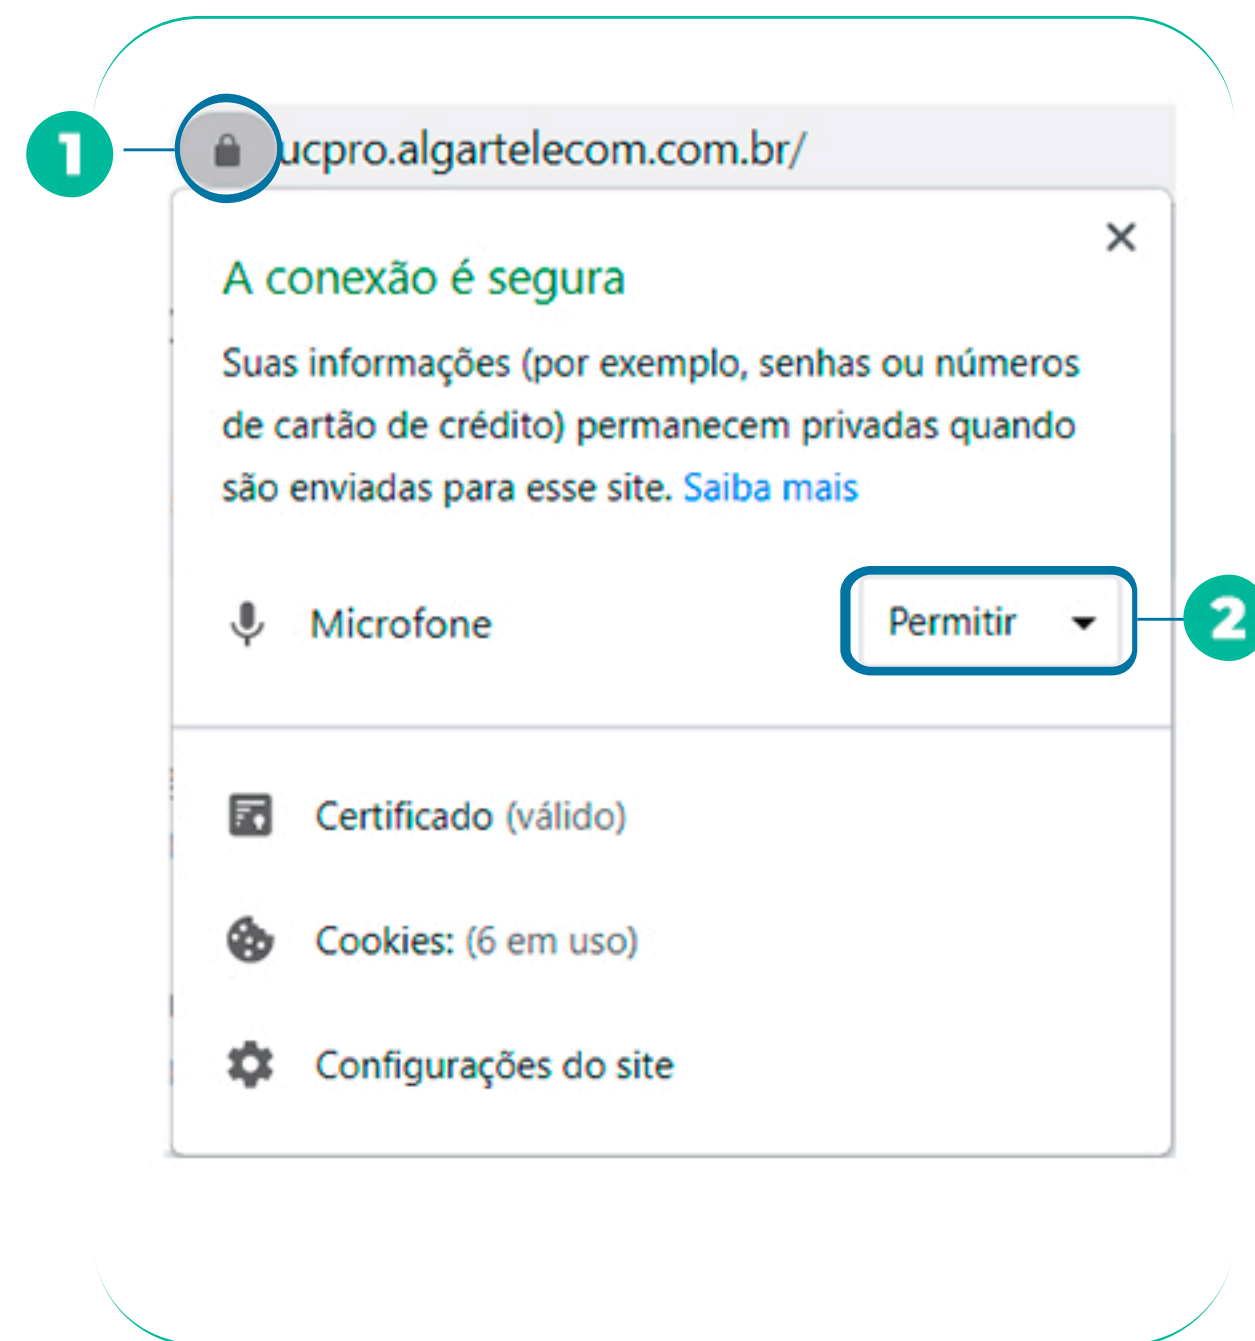 1
ucpro.algartelecom.com.br/
A conexão é segura
Suas informações (por exemplo, senhas ou números
de cartão de crédito) permanecem privadas quando
são enviadas para esse site. Saiba mais
Microfone
Permitir
2
Certificado (válido)
Cookies: (6 em uso)
Configurações do site